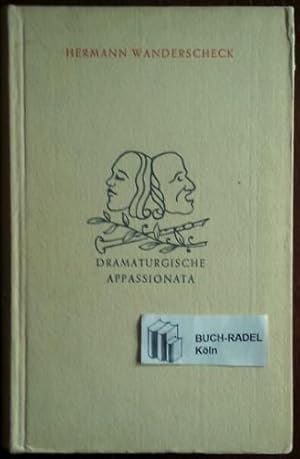 HERMANN WANDERSCHECK
DRAMATURGISCHE
APPASSIONATA
BUCH-RADEL
Köln